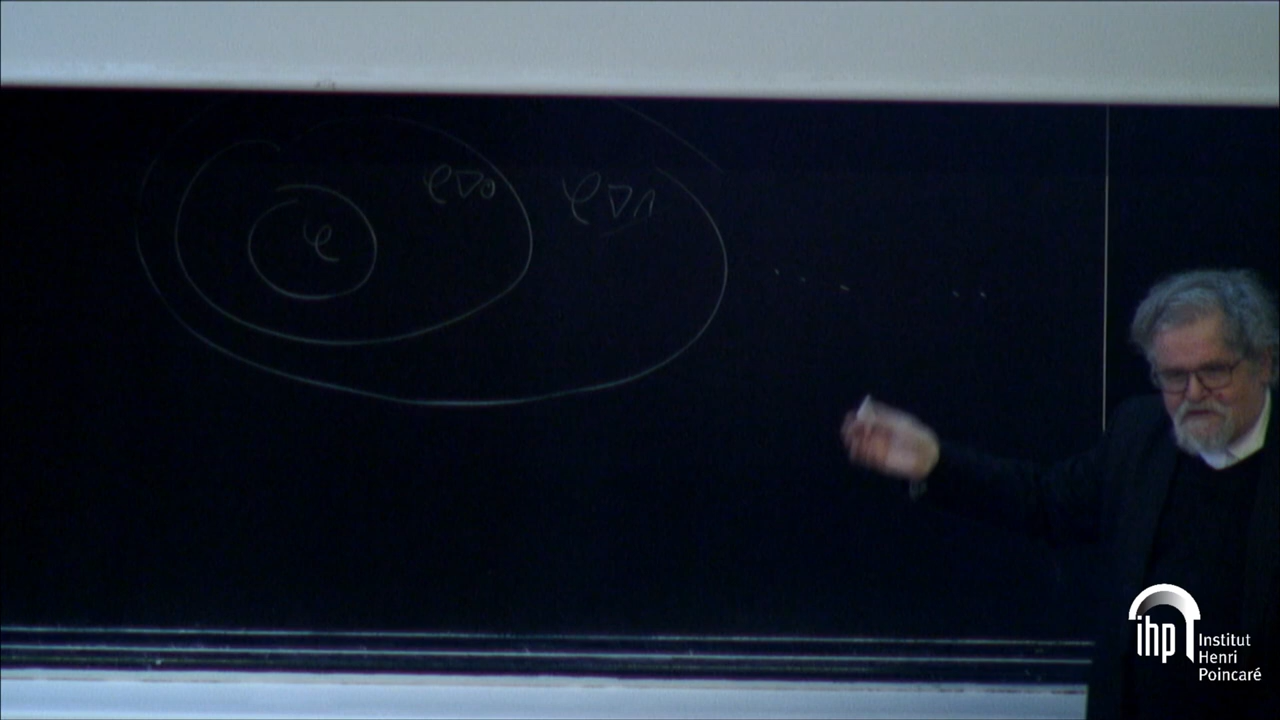 φ
φ▽0
φ▽1
ihp
Institut
Henri
Poincaré